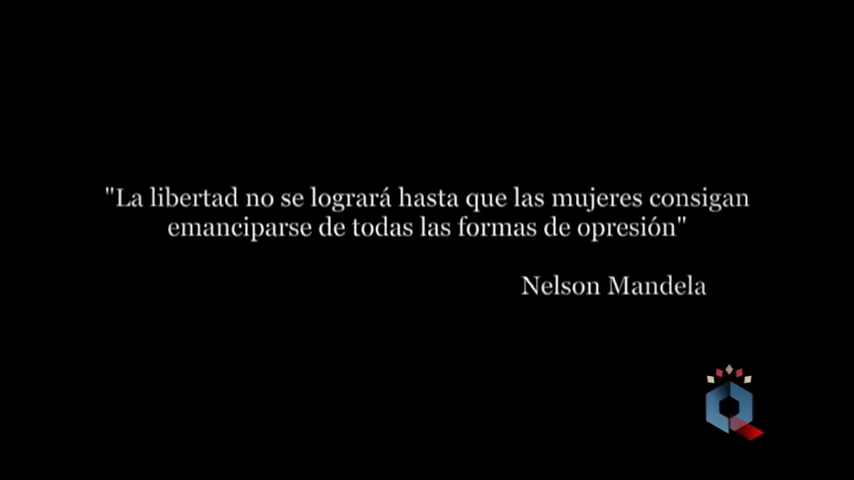 "La libertad no se logrará hasta que las mujeres consigan
emanciparse de todas las formas de opresión"
Nelson Mandela